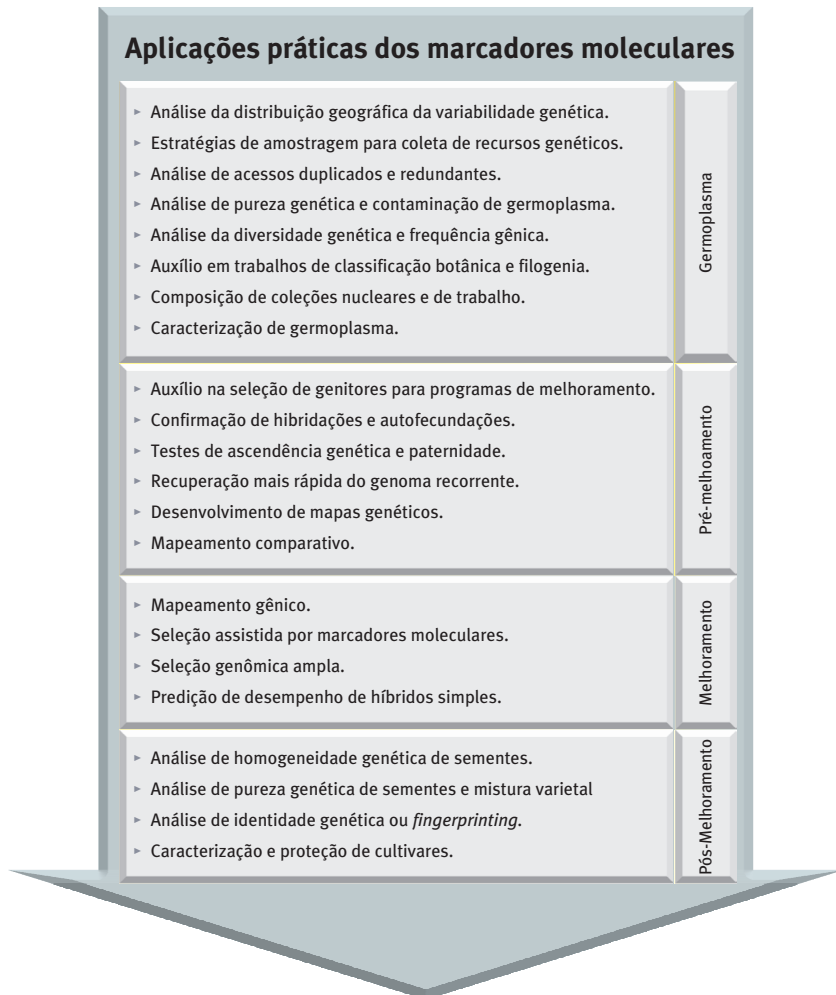 Aplicações práticas dos marcadores moleculares
▸ Análise da distribuição geográfica da variabilidade genética.
▸ Estratégias de amostragem para coleta de recursos genéticos.
▸ Análise de acessos duplicados e redundantes.
▸ Análise de pureza genética e contaminação de germoplasma.
▸ Análise da diversidade genética e frequência gênica.
▸ Auxílio em trabalhos de classificação botânica e filogenia.
▸ Composição de coleções nucleares e de trabalho.
▸ Caracterização de germoplasma.
Germoplasma
▸ Auxílio na seleção de genitores para programas de melhoramento.
▸ Confirmação de hibridações e autofecundações.
▸ Testes de ascendência genética e paternidade.
▸ Recuperação mais rápida do genoma recorrente.
▸ Desenvolvimento de mapas genéticos.
▸ Mapeamento comparativo.
Pré-melhoamento
▸ Mapeamento gênico.
▸ Seleção assistida por marcadores moleculares.
▸ Seleção genômica ampla.
▸ Predição de desempenho de híbridos simples.
Melhoramento
▸ Análise de homogeneidade genética de sementes.
▸ Análise de pureza genética de sementes e mistura varietal
▸ Análise de identidade genética ou fingerprinting.
▸ Caracterização e proteção de cultivares.
Pós-Melhoramento